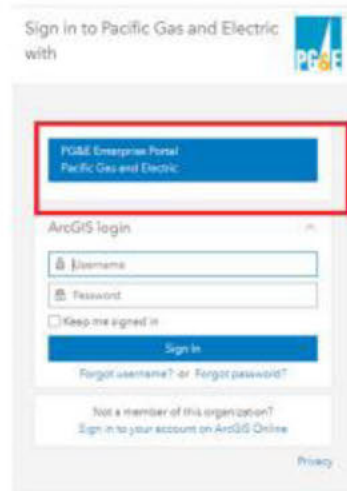 Sign in to Pacific Gas and Electric
with
PG&E
PG&E Enterprise Portal
Pacific Gas and Electric
ArcGIS login
Username
Password
Keep me signed in
Sign In
Forgot username? or Forgot password?
Not a member of this organization?
Sign in to your account on ArcGIS Online
Privacy